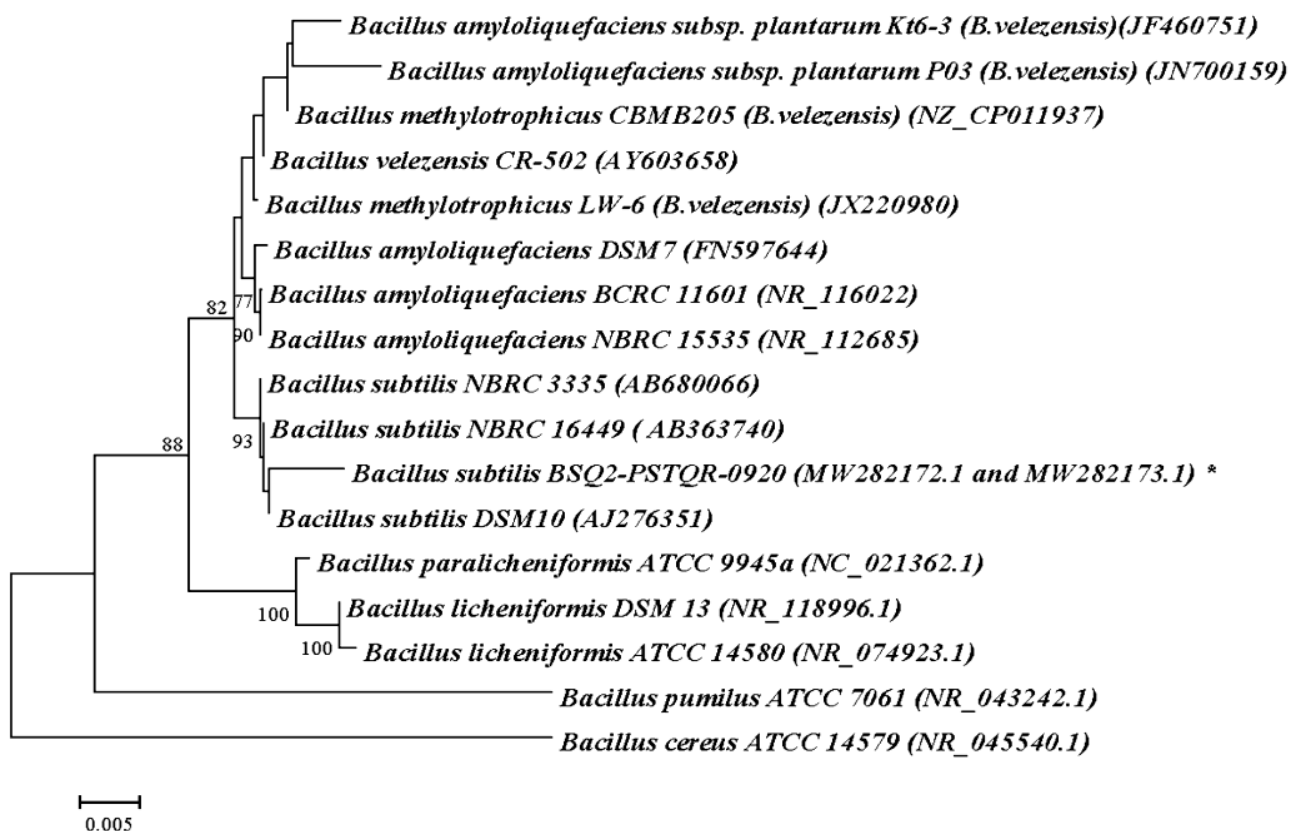 Bacillus amyloliquefaciens subsp. plantarum Kt6-3 (B.velezensis)(JF460751)
Bacillus amyloliquefaciens subsp. plantarum P03 (B.velezensis) (JN700159)
Bacillus methylotrophicus CBMB205 (B.velezensis) (NZ_CP011937)
Bacillus velezensis CR-502 (AY603658)
Bacillus methylotrophicus LW-6 (B.velezensis) (JX220980)
Bacillus amyloliquefaciens DSM7 (FN597644)
77 Bacillus amyloliquefaciens BCRC 11601 (NR_116022)
82
90 Bacillus amyloliquefaciens NBRC 15535 (NR_112685)
Bacillus subtilis NBRC 3335 (AB680066)
Bacillus subtilis NBRC 16449 ( AB363740)
88 93
Bacillus subtilis BSQ2-PSTQR-0920 (MW282172.1 and MW282173.1) *
Bacillus subtilis DSM10 (AJ276351)
Bacillus paralicheniformis ATCC 9945a (NC_021362.1)
Bacillus licheniformis DSM 13 (NR_118996.1)
100
100 Bacillus licheniformis ATCC 14580 (NR_074923.1)
Bacillus pumilus ATCC 7061 (NR_043242.1)
Bacillus cereus ATCC 14579 (NR_045540.1)
0.005